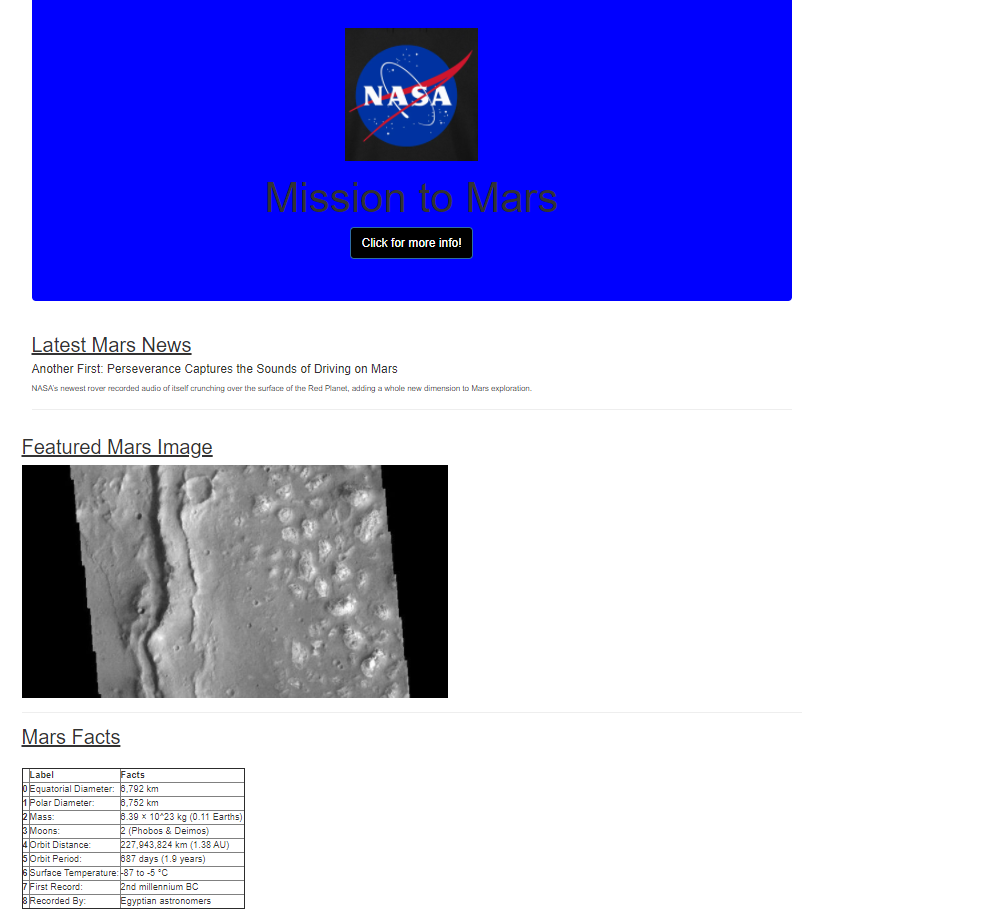 NASA
Mission to Mars
Click for more info!
Latest Mars News
Another First: Perseverance Captures the Sounds of Driving on Mars
NASA's newest rover recorded audio of itself crunching over the surface of the Red Planet, adding a whole new dimension to Mars exploration.
Featured Mars Image
Mars Facts
Label Facts
0 Equatorial Diameter: 6,792 km
1 Polar Diameter: 6,752 km
2 Mass: 6.39 × 10^23 kg (0.11 Earths)
3 Moons: 2 (Phobos & Deimos)
4 Orbit Distance: 227,943,824 km (1.38 AU)
5 Orbit Period: 687 days (1.9 years)
6 Surface Temperature: -87 to -5 °C
7 First Record: 2nd millennium BC
8 Recorded By: Egyptian astronomers